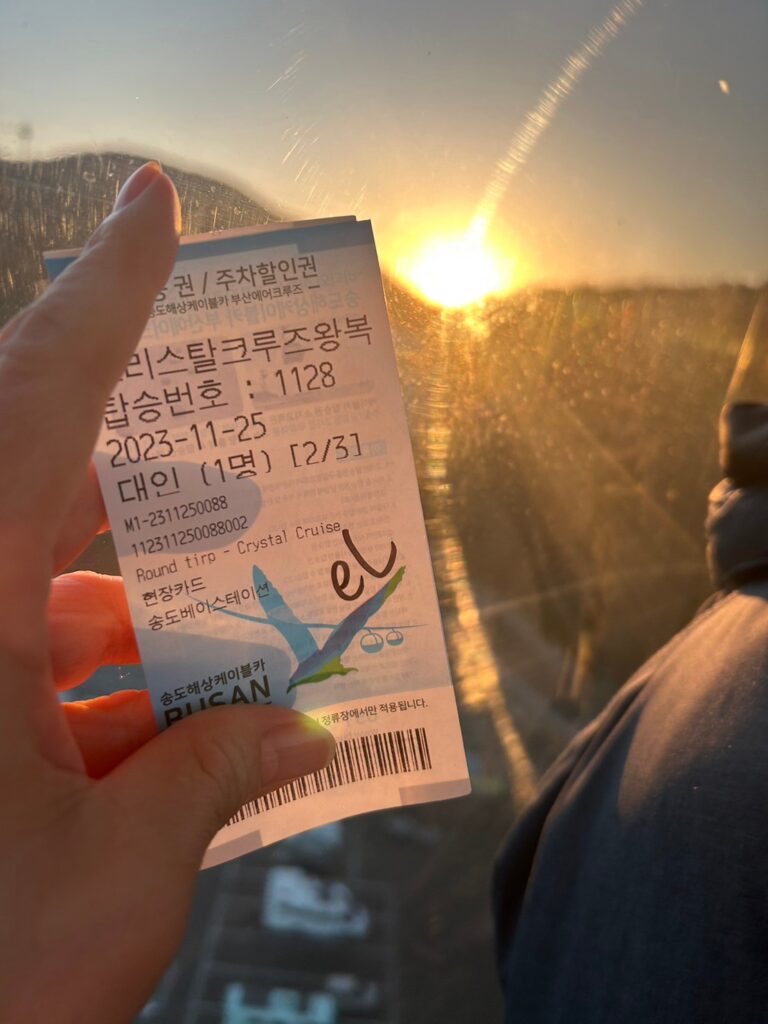 권 / 주차할인권
송도해상케이블카 부산에어크루즈
리스탈크루즈왕복
탑승번호 : 1128
2023-11-25
대인 (1명) [2/3]
M1-2311250088
112311250088002
Round tirp - Crystal Cruise
현장카드
송도베이스테이션
송도해상케이블카
BUSAN
정류장에서만 적용됩니다.